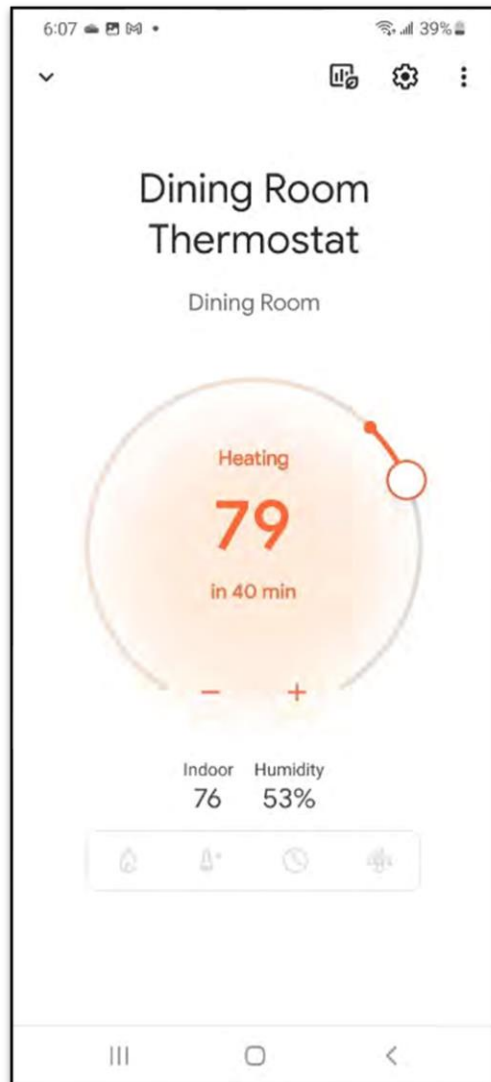 6:07
39%
Dining Room
Thermostat
Dining Room
Heating
79
in 40 min
− +
Indoor Humidity
76 53%